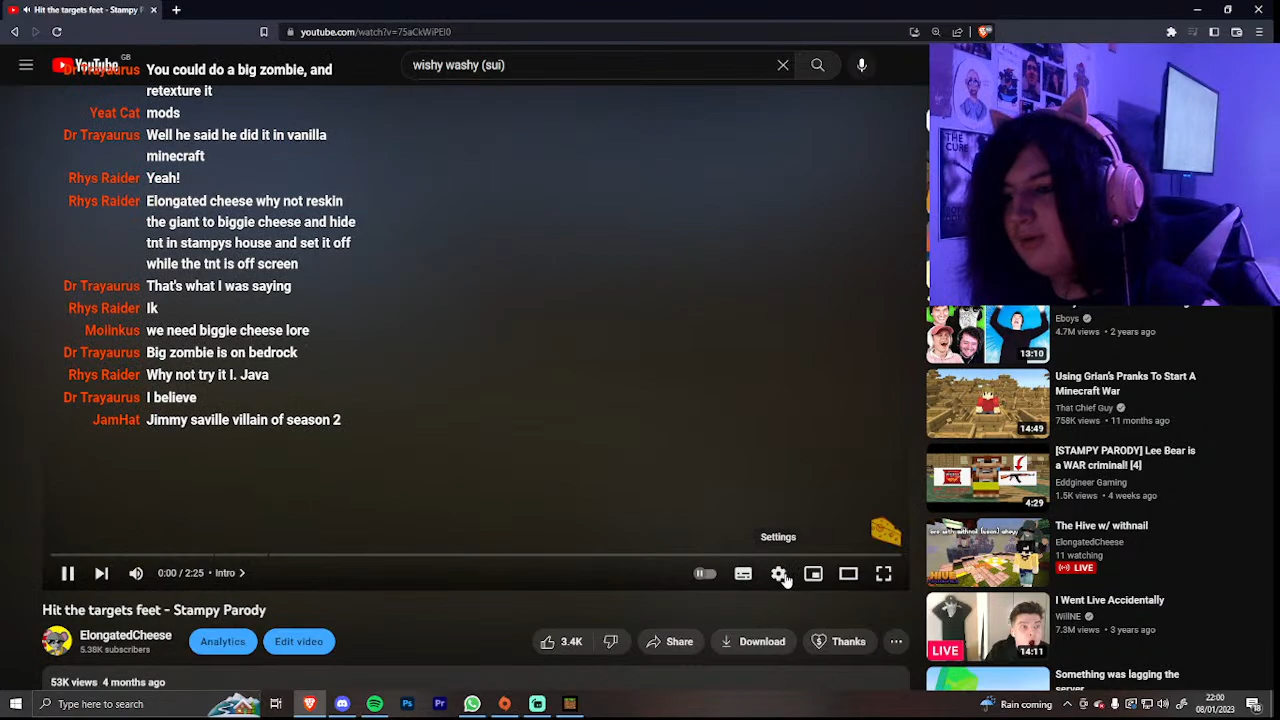 Hit the targets feet - Stampy P
youtube.com/watch?v=75aCkWiPEI0
YouTube GB
wishy washy (sui)
Dr Trayaurus You could do a big zombie, and
retexture it
Yeat Cat mods
Dr Trayaurus Well he said he did it in vanilla
minecraft
Rhys Raider Yeah!
Rhys Raider Elongated cheese why not reskin
the giant to biggie cheese and hide
tnt in stampys house and set it off
while the tnt is off screen
Dr Trayaurus That's what I was saying
Rhys Raider Ik
Moiinkus we need biggie cheese lore
Dr Trayaurus Big zombie is on bedrock
Rhys Raider Why not try it I. Java
Dr Trayaurus I believe
JamHat Jimmy saville villain of season 2
Settings
0:00 / 2:25 • Intro
Hit the targets feet - Stampy Parody
ElongatedCheese
5.38K subscribers
Analytics
Edit video
3.4K
Share
Download
Thanks
53K views 4 months ago
THE CURE
Eboys
4.7M views • 2 years ago
13:10
Using Grian's Pranks To Start A
Minecraft War
That Chief Guy
758K views • 11 months ago
14:49
[STAMPY PARODY] Lee Bear is
a WAR criminal [4]
Eddgineer Gaming
1.5K views • 4 weeks ago
4:29
The Hive w/ withnail
ElongatedCheese
11 watching
LIVE
HIVE
I Went Live Accidentally
WillNE
7.3M views • 3 years ago
LIVE
14:11
Something was lagging the
server
Type here to search
Rain coming
22:00
08/01/2023